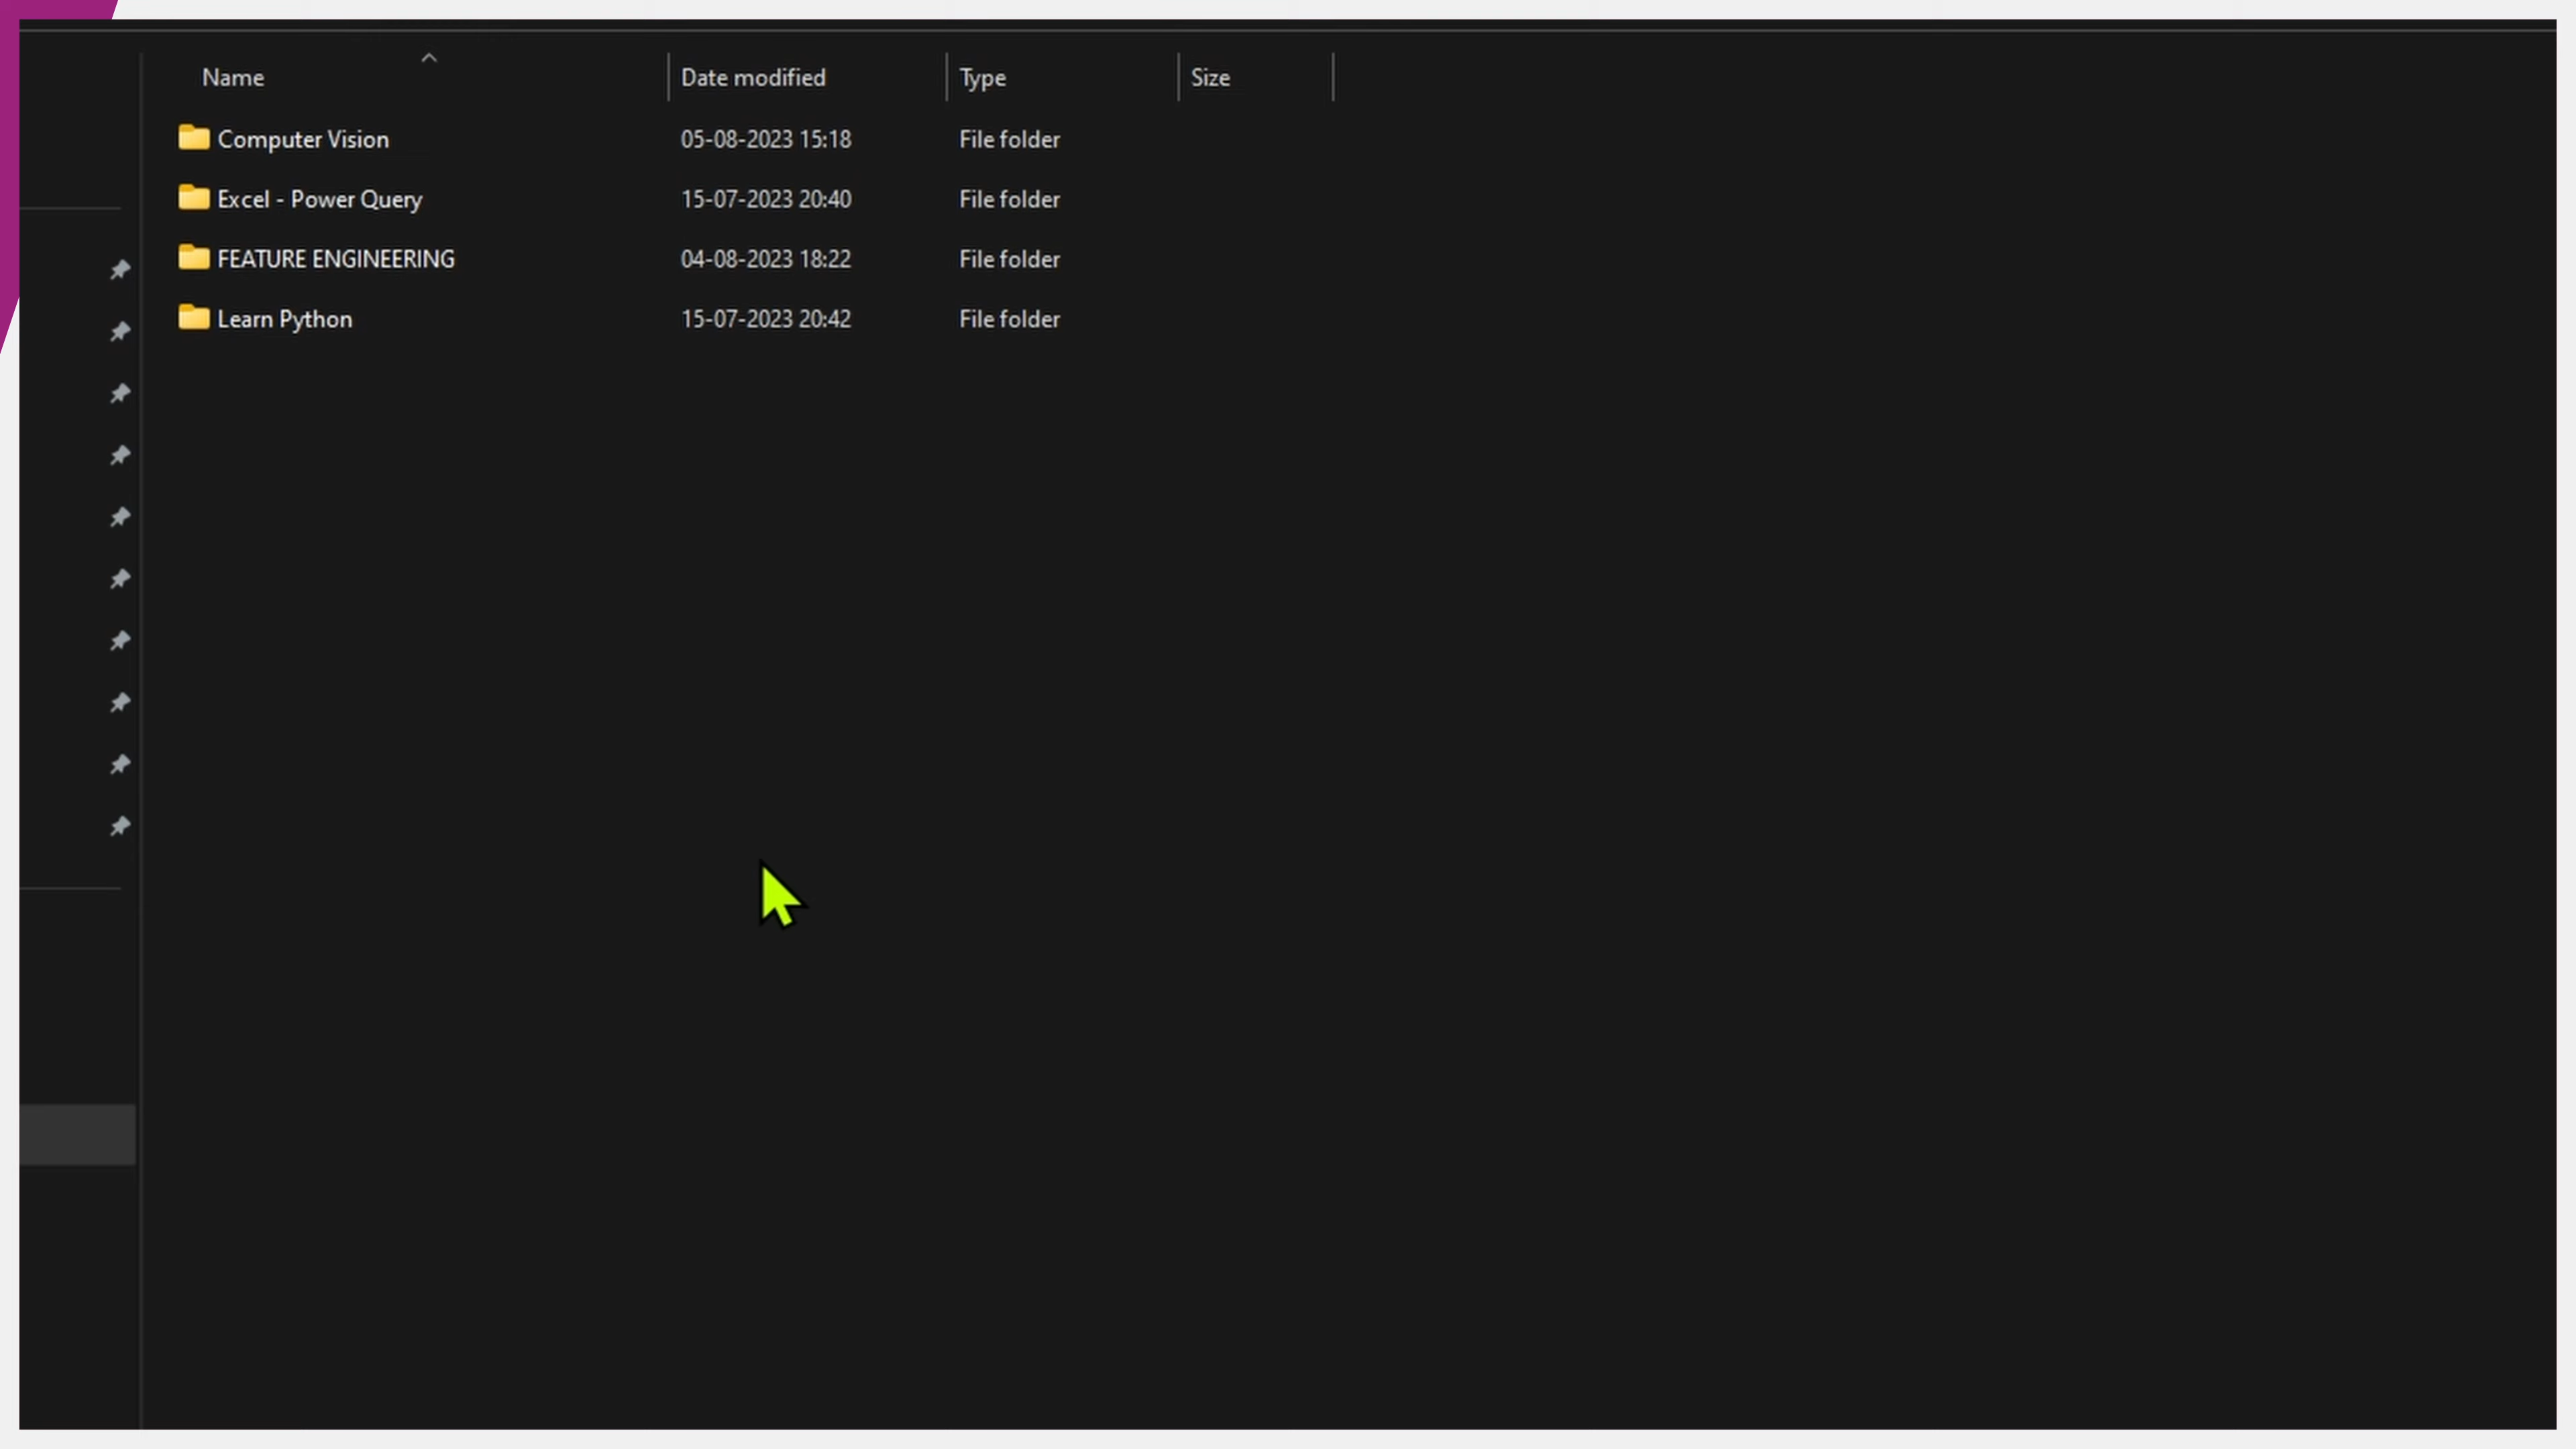 Name Date modified Type Size
Computer Vision 05-08-2023 15:18 File folder
Excel - Power Query 15-07-2023 20:40 File folder
FEATURE ENGINEERING 04-08-2023 18:22 File folder
Learn Python 15-07-2023 20:42 File folder